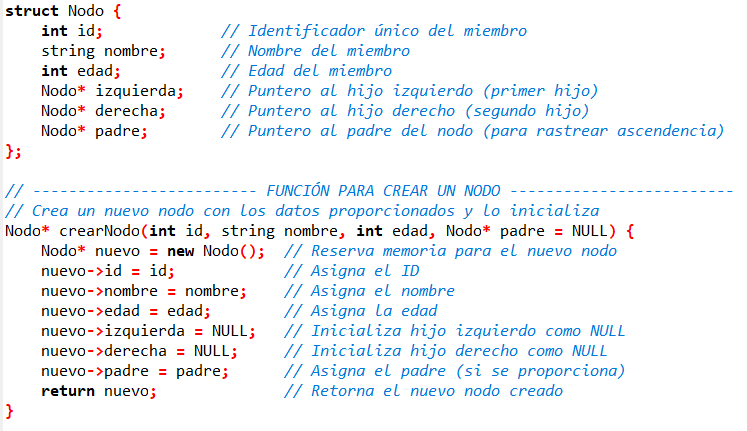 struct Nodo {
    int id;             // Identificador único del miembro
    string nombre;      // Nombre del miembro
    int edad;           // Edad del miembro
    Nodo* izquierda;    // Puntero al hijo izquierdo (primer hijo)
    Nodo* derecha;      // Puntero al hijo derecho (segundo hijo)
    Nodo* padre;        // Puntero al padre del nodo (para rastrear ascendencia)
};

// ------------------------- FUNCIÓN PARA CREAR UN NODO -------------------------
// Crea un nuevo nodo con los datos proporcionados y lo inicializa
Nodo* crearNodo(int id, string nombre, int edad, Nodo* padre = NULL) {
    Nodo* nuevo = new Nodo();  // Reserva memoria para el nuevo nodo
    nuevo->id = id;            // Asigna el ID
    nuevo->nombre = nombre;    // Asigna el nombre
    nuevo->edad = edad;        // Asigna la edad
    nuevo->izquierda = NULL;   // Inicializa hijo izquierdo como NULL
    nuevo->derecha = NULL;     // Inicializa hijo derecho como NULL
    nuevo->padre = padre;      // Asigna el padre (si se proporciona)
    return nuevo;              // Retorna el nuevo nodo creado
}